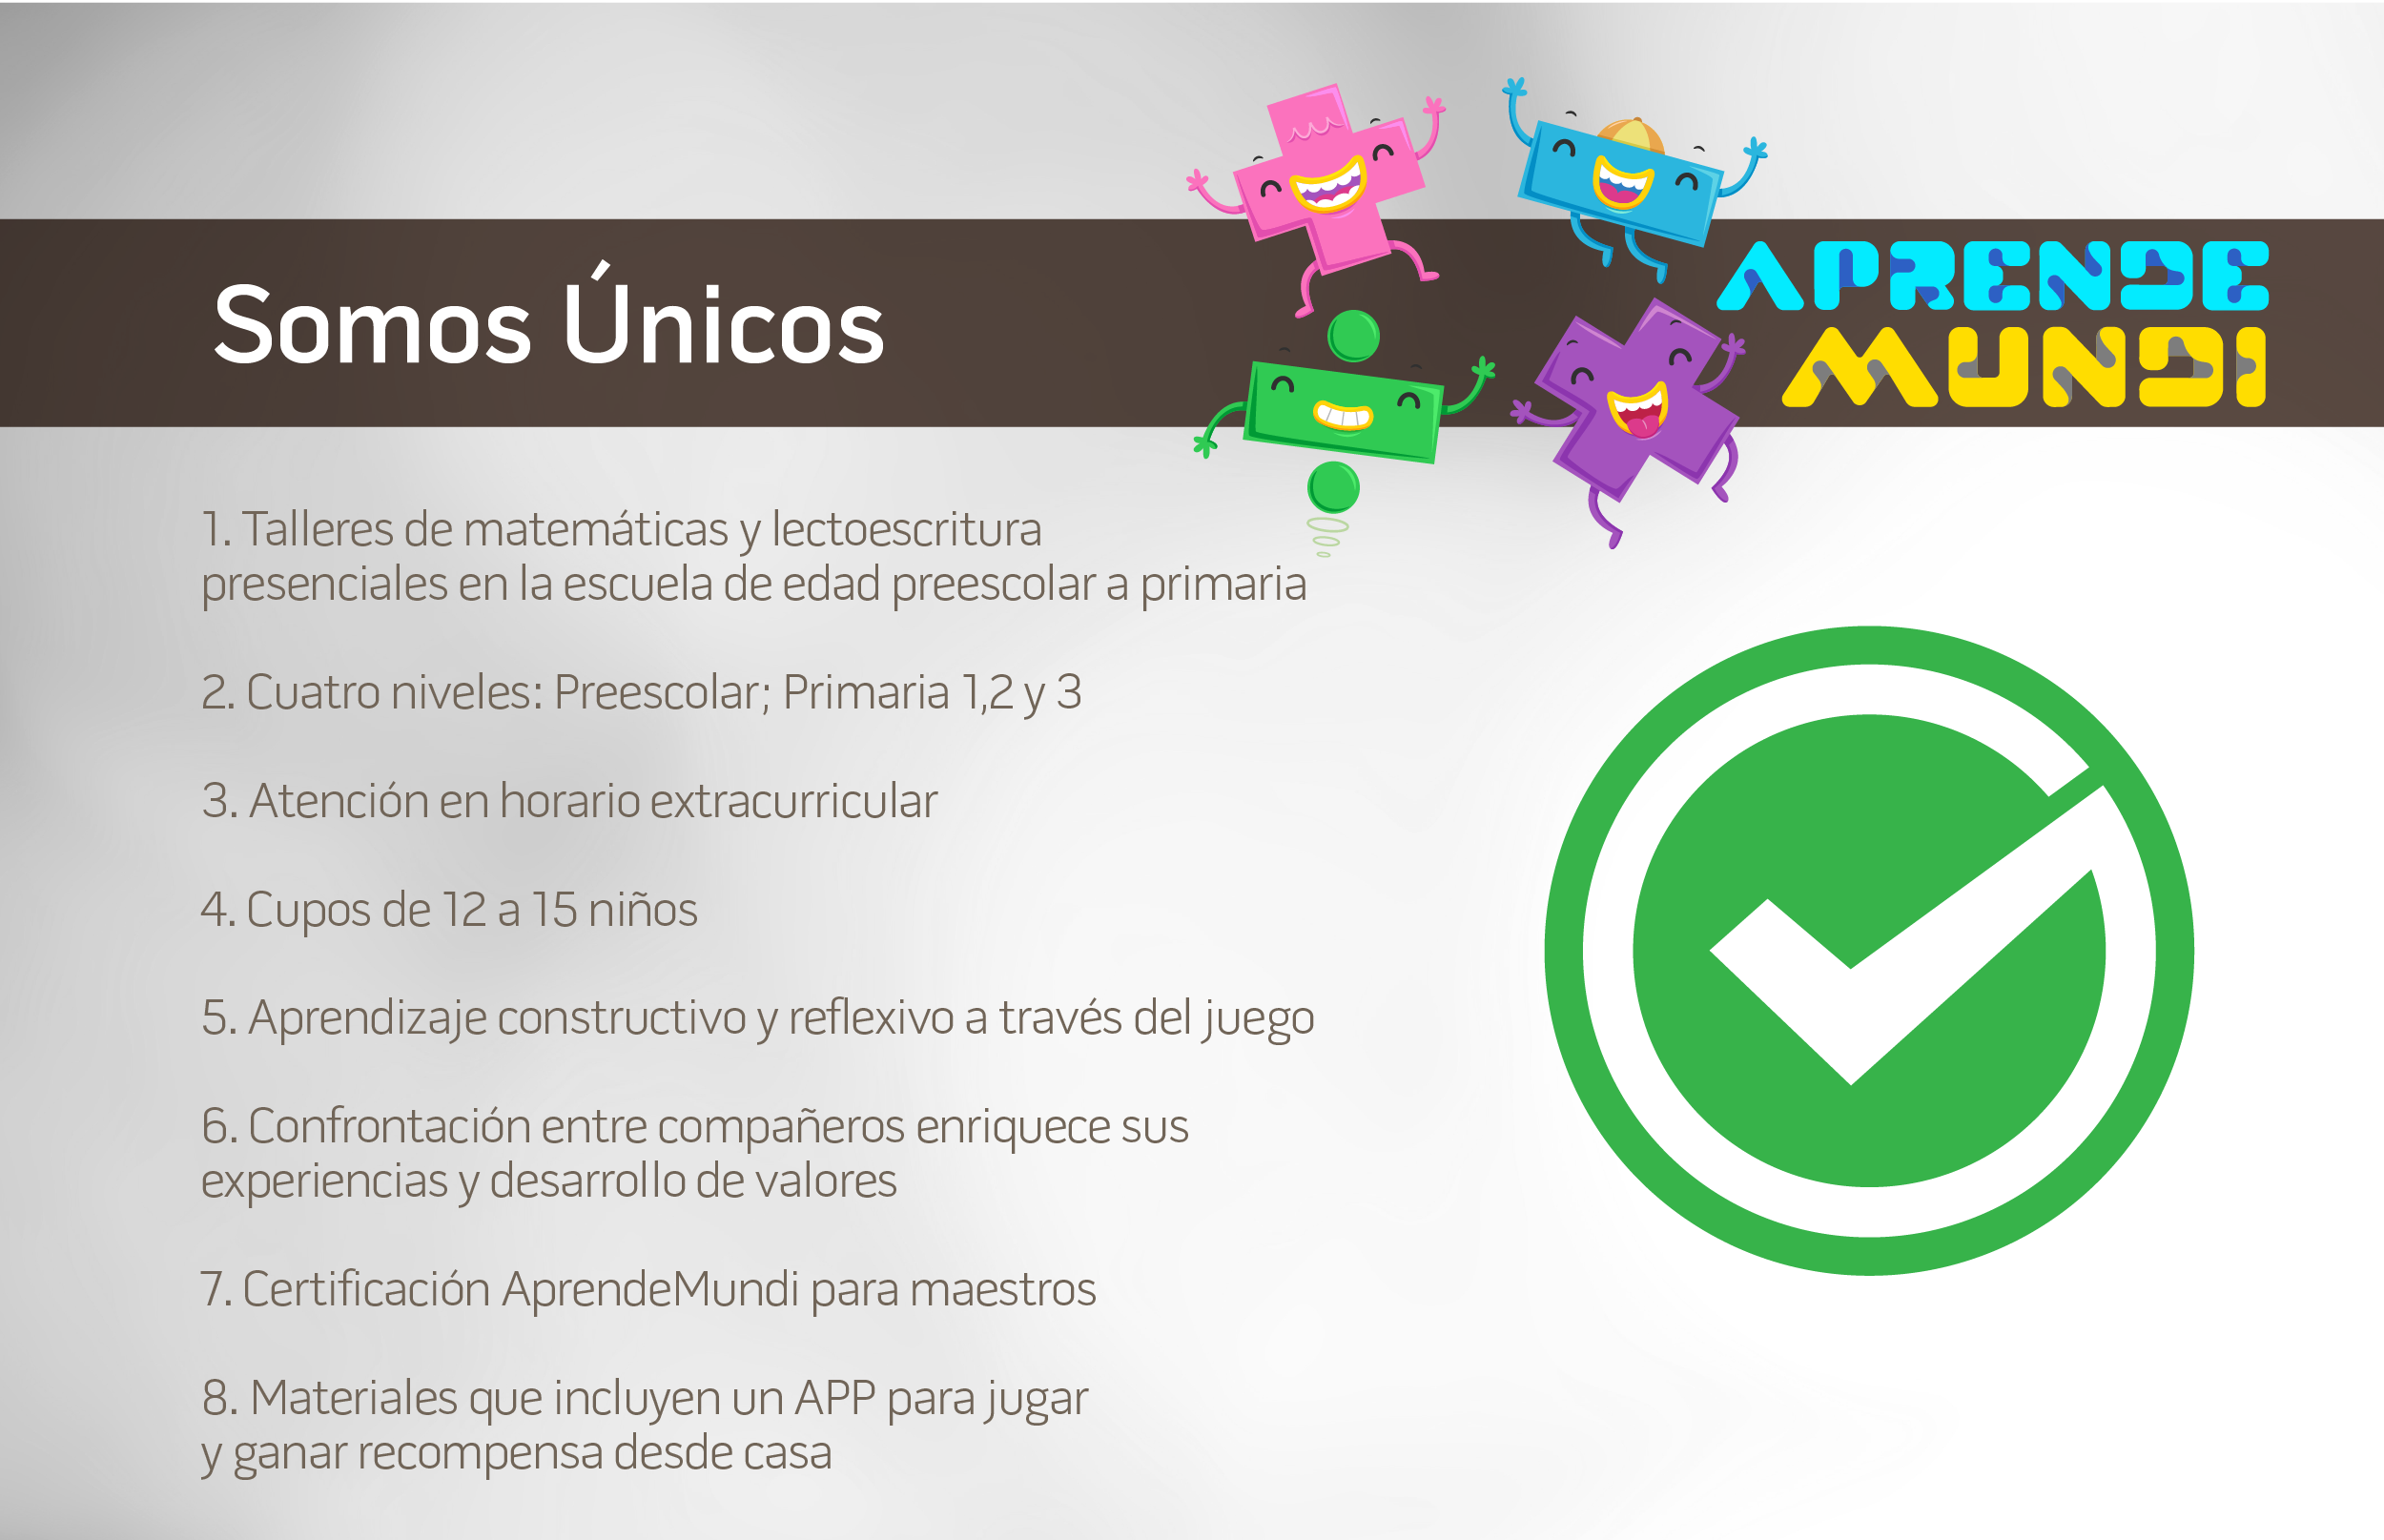 Somos Únicos
APRENDE
MUNDI
1. Talleres de matemáticas y lectoescritura
presenciales en la escuela de edad preescolar a primaria
2. Cuatro niveles: Preescolar; Primaria 1,2 y 3
3. Atención en horario extracurricular
4. Cupos de 12 a 15 niños
5. Aprendizaje constructivo y reflexivo a través del juego
6. Confrontación entre compañeros enriquece sus
experiencias y desarrollo de valores
7. Certificación AprendeMundi para maestros
8. Materiales que incluyen un APP para jugar
y ganar recompensa desde casa